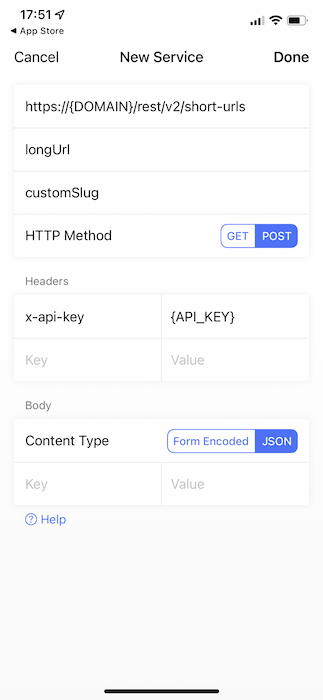 17:51
App Store
Cancel New Service Done
https://{DOMAIN}/rest/v2/short-urls
longUrl
customSlug
HTTP Method GET POST
Headers
x-api-key {API_KEY}
Key Value
Body
Content Type Form Encoded JSON
Key Value
? Help